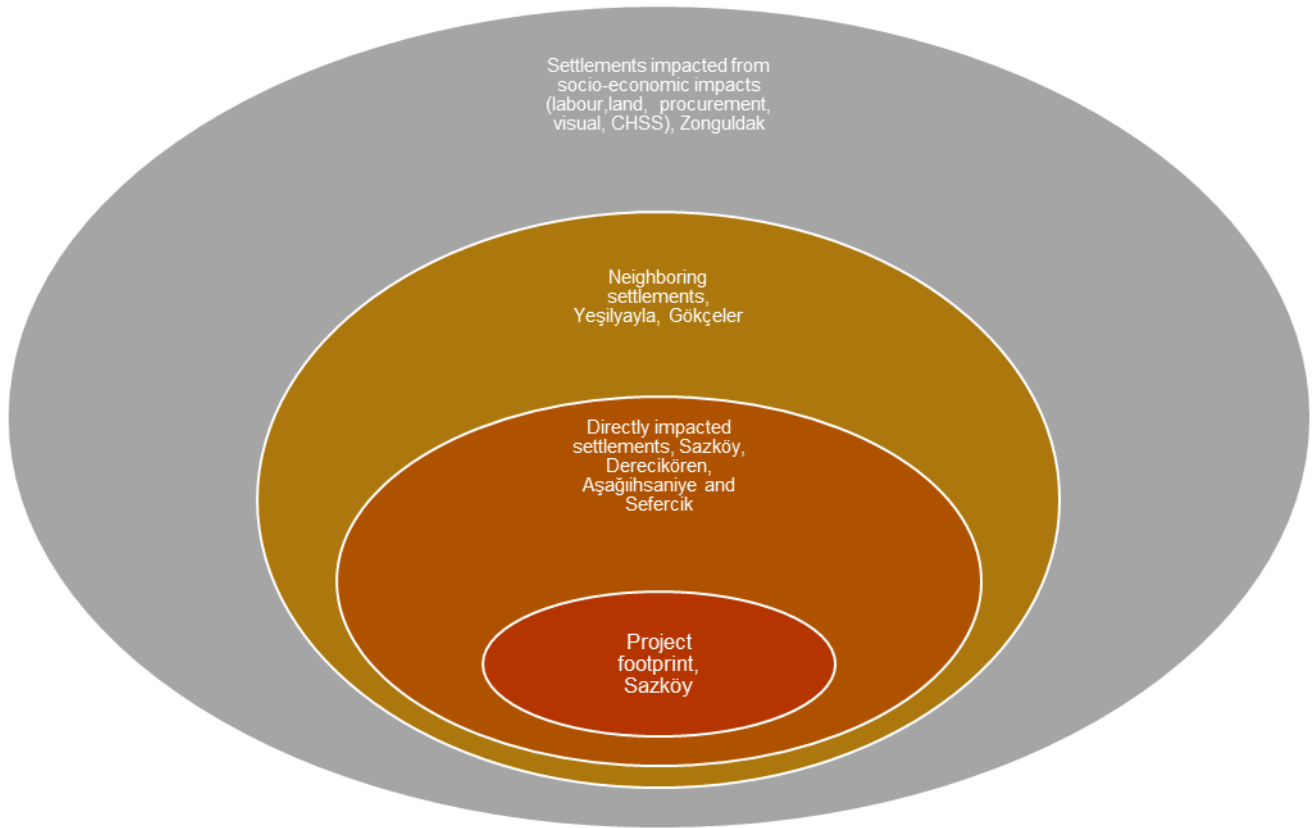 Settlements impacted from
socio-economic impacts
(labour,land, procurement,
visual, CHSS), Zonguldak
Neighboring
settlements,
Yeşilyayla, Gökçeler
Directly impacted
settlements, Sazköy,
Derecikören,
Aşağıihsaniye and
Sefercik
Project
footprint,
Sazköy